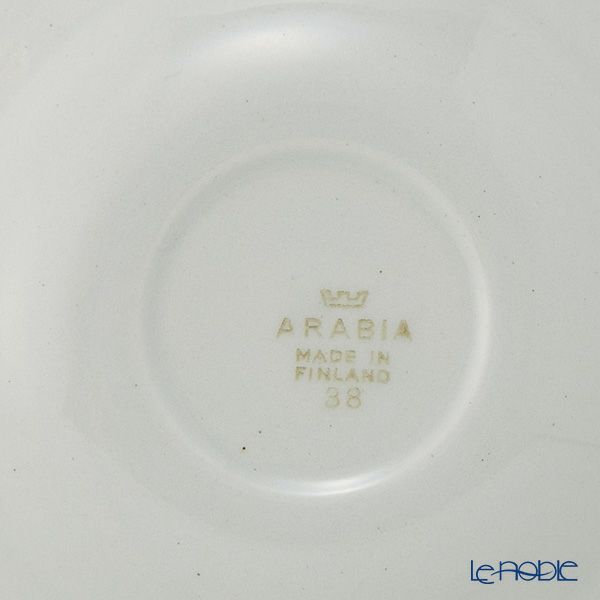 ARABIA
MADE IN
FINLAND
38
Le noble